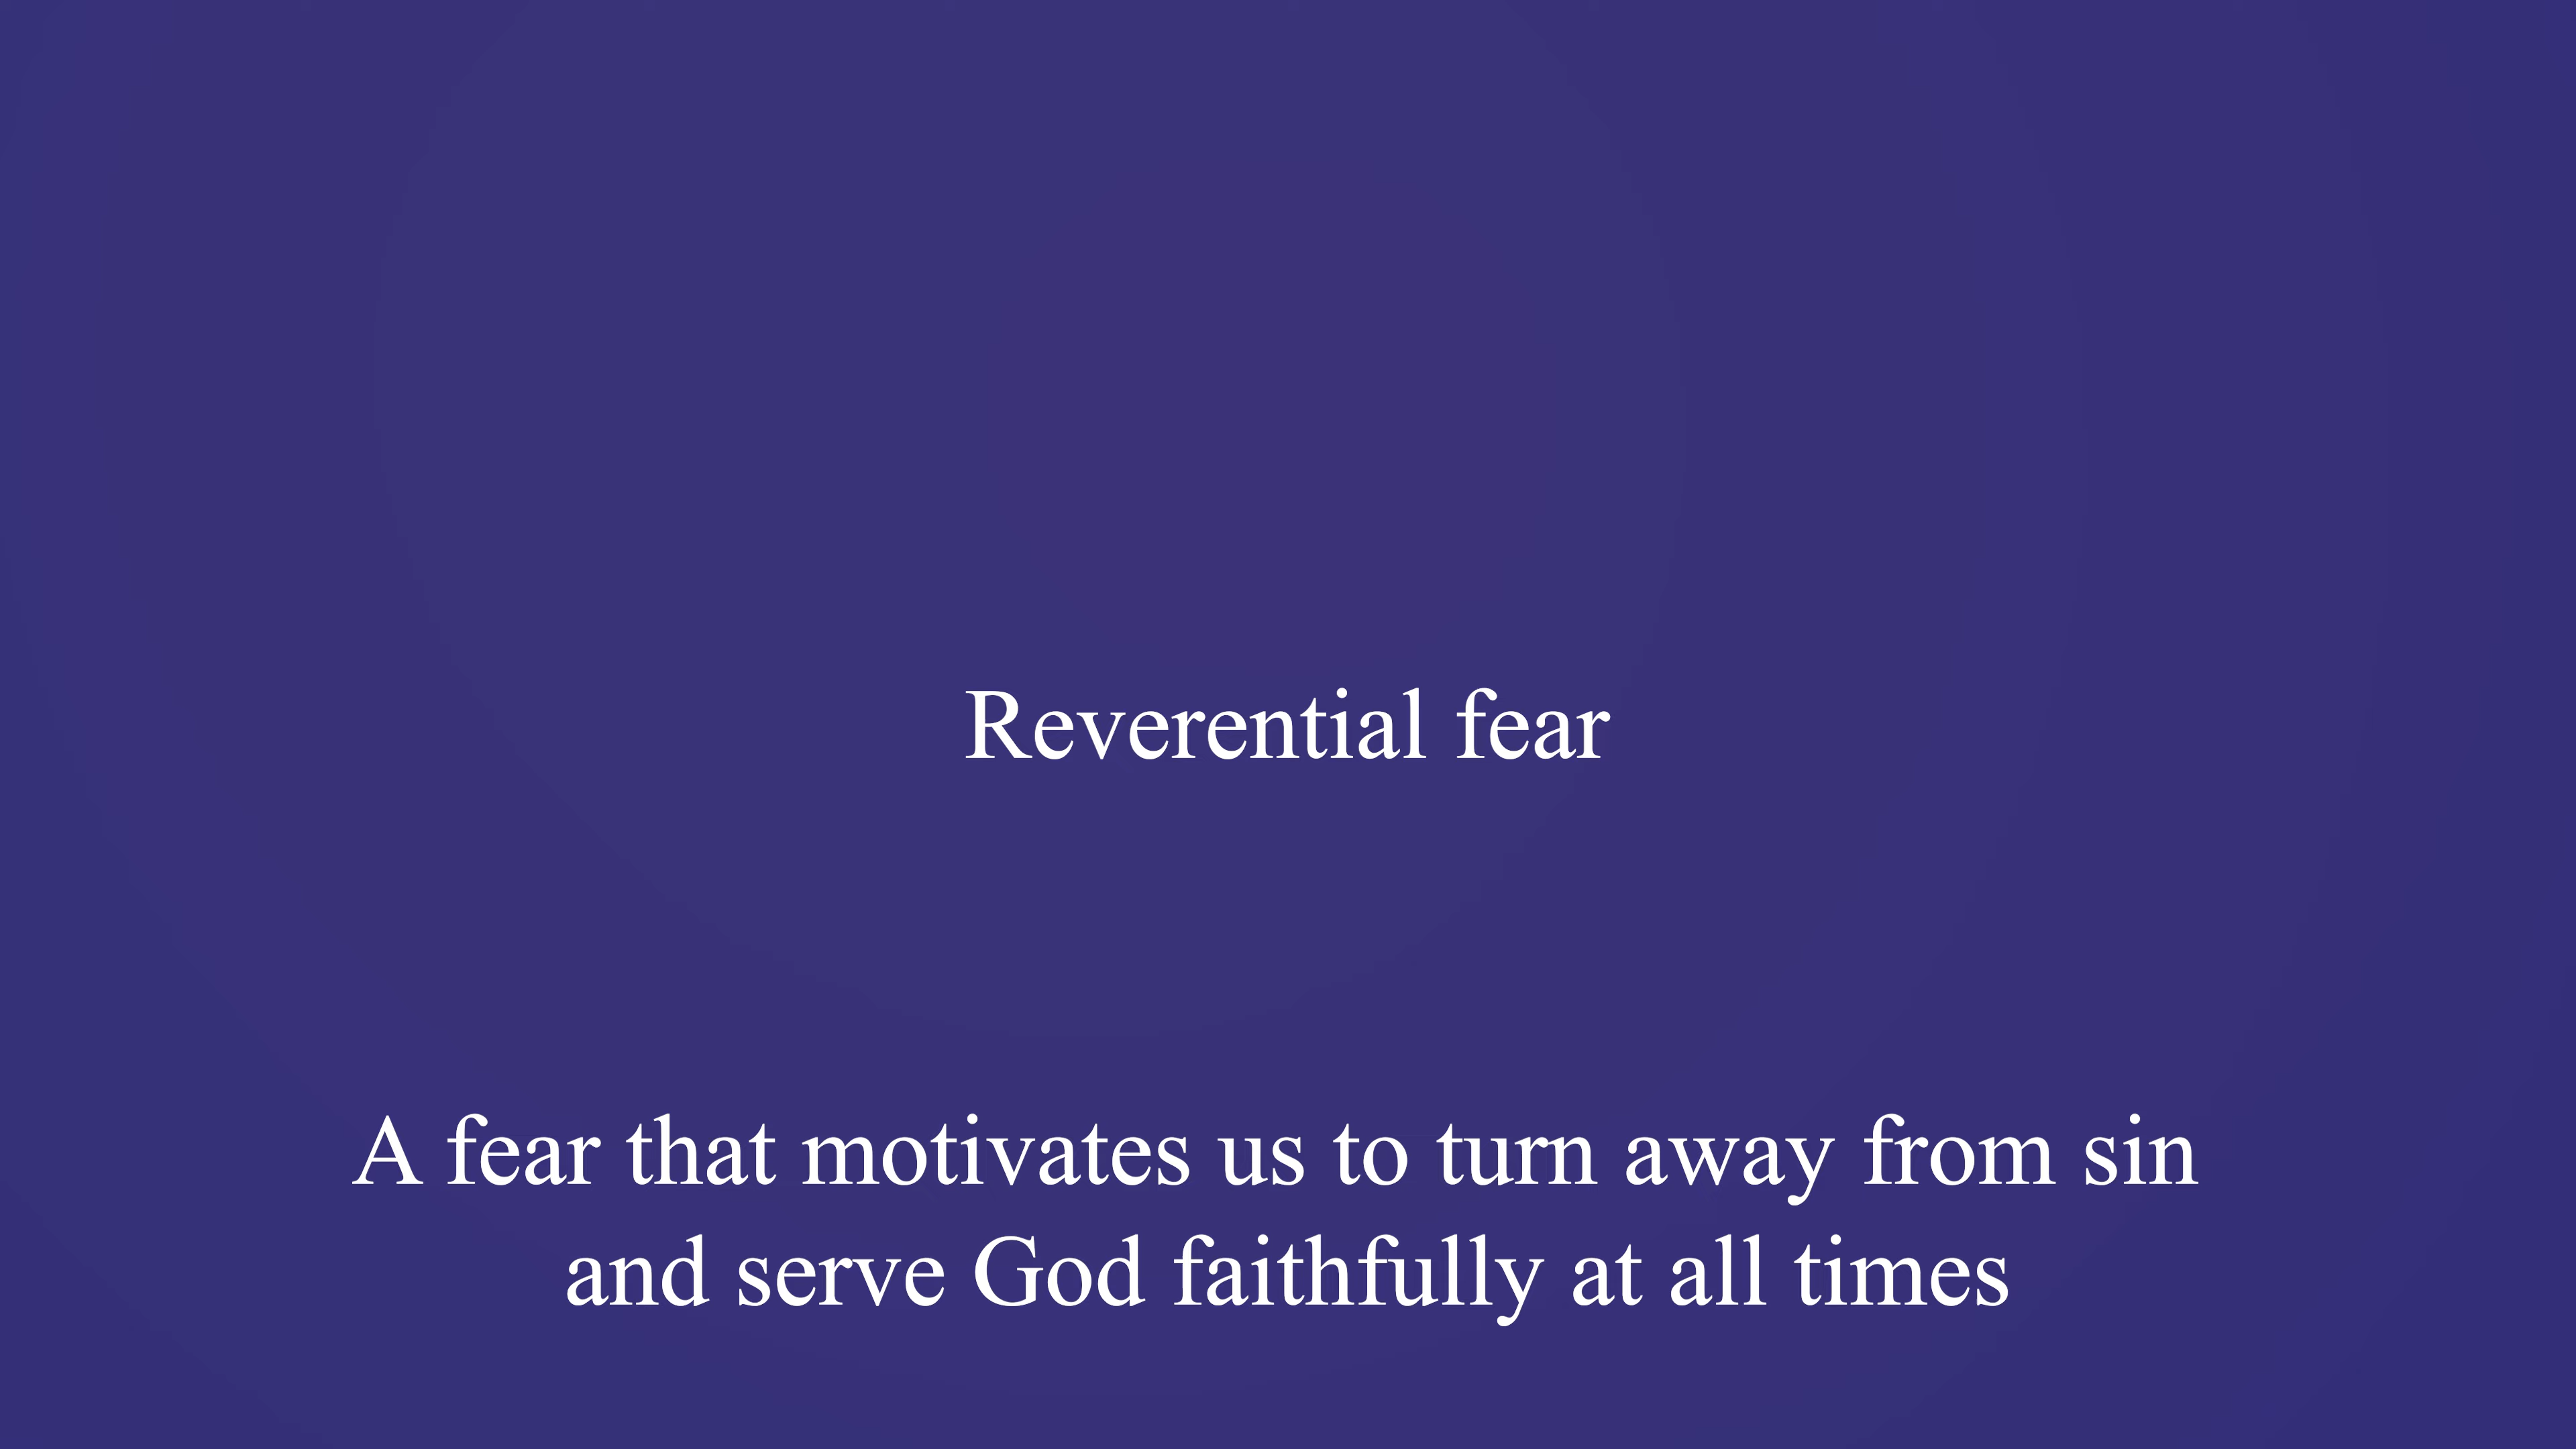 Reverential fear
A fear that motivates us to turn away from sin
and serve God faithfully at all times